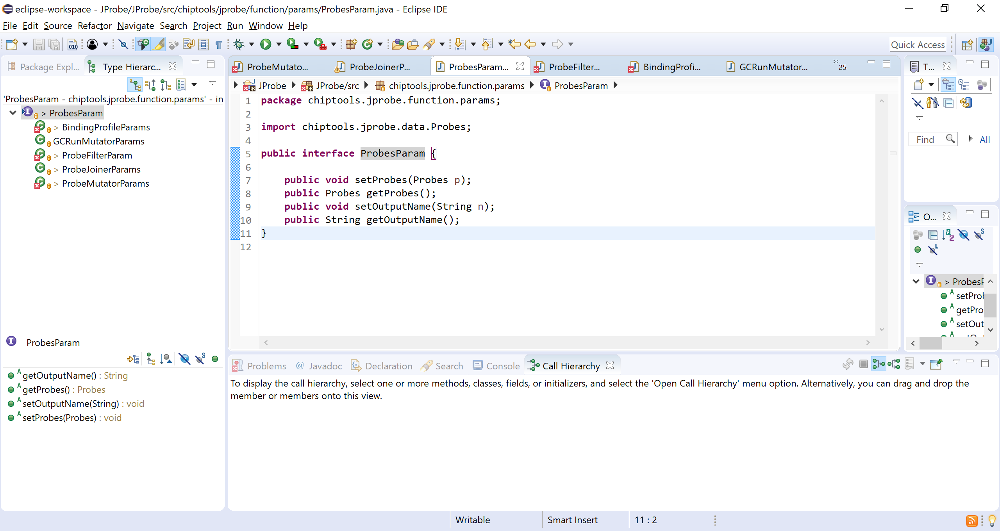 eclipse-workspace - JProbe/JProbe/src/chiptools/jprobe/function/params/ProbesParam.java - Eclipse IDE
File Edit Source Refactor Navigate Search Project Run Window Help
010
Quick Access
Package Expl...
Type Hierarc...
'ProbesParam - chiptools.jprobe.function.params' - in
> ProbesParam
> BindingProfileParams
GCRunMutatorParams
> ProbeFilterParam
> ProbeJoinerParams
> ProbeMutatorParams
ProbesParam
getOutputName() : String
getProbes() : Probes
setOutputName(String) : void
setProbes(Probes) : void
ProbeMutato... ProbeJoinerP... ProbesParam... ProbeFilter... BindingProfi... GCRunMutator... »25
JProbe JProbe/src chiptools.jprobe.function.params ProbesParam
1 package chiptools.jprobe.function.params;
2
3 import chiptools.jprobe.data.Probes;
4
5 public interface ProbesParam {
6
7 public void setProbes(Probes p);
8 public Probes getProbes();
9 public void setOutputName(String n);
10 public String getOutputName();
11 }
12
T...
Find All
O...
> ProbesP
setProl
getPro
setOut
Problems @ Javadoc Declaration Search Console Call Hierarchy
To display the call hierarchy, select one or more methods, classes, fields, or initializers, and select the 'Open Call Hierarchy' menu option. Alternatively, you can drag and drop the
member or members onto this view.
Writable Smart Insert 11 : 2